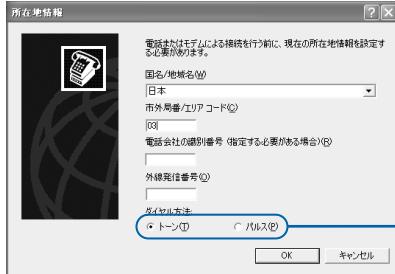 所在地情報
電話またはモデムによる接続を行う前に、現在の所在地情報を設定す
る必要があります。
国名/地域名(W)
日本
市外局番/エリア コード(C)
03
電話会社の識別番号 (指定する必要がある場合)(R)
外線発信番号(O)
ダイヤル方法:
トーン(T)
パルス(P)
OK
キャンセル